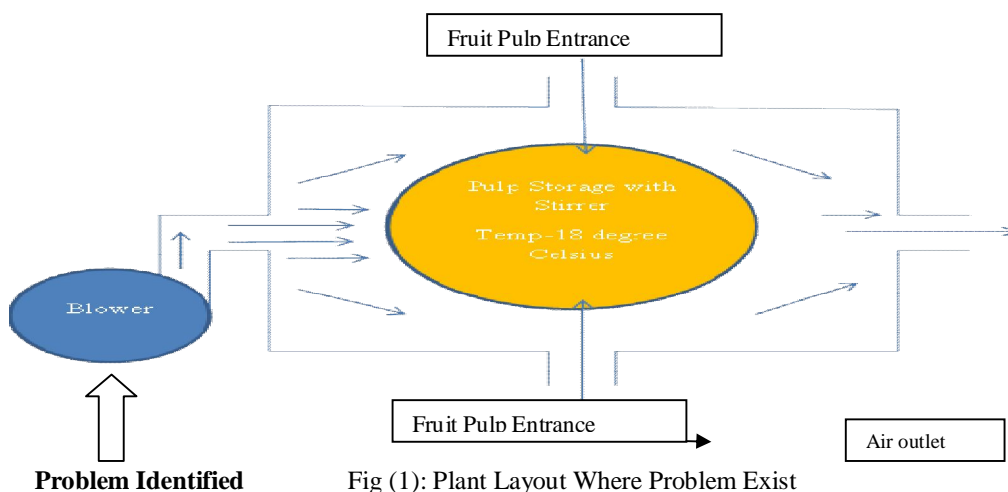 Fruit Pulp Entrance
Pulp Storage with
Stirrer
Temp-18 degree
Celsius
Blower
Fruit Pulp Entrance
Air outlet
Problem Identified
Fig (1): Plant Layout Where Problem Exist